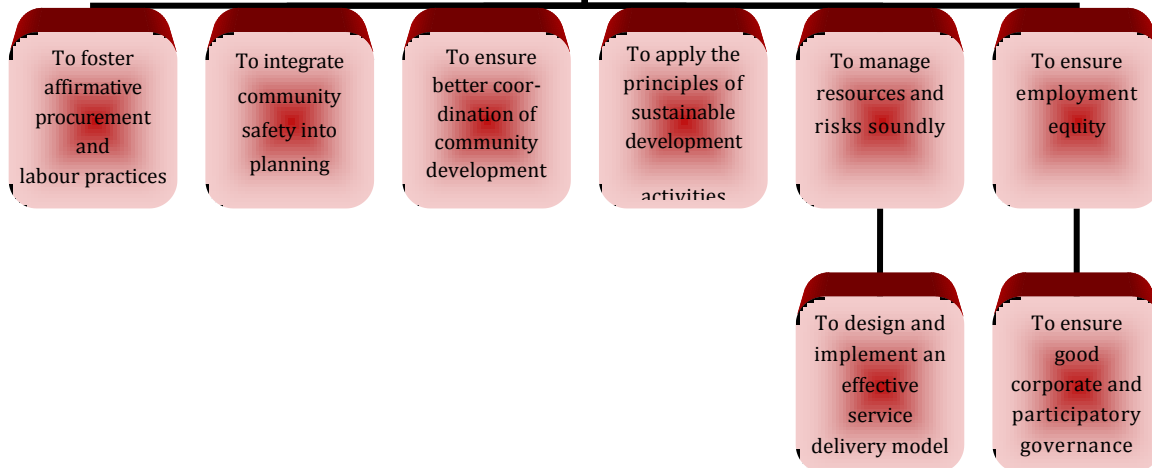 To foster
affirmative
procurement
and
labour practices
To integrate
community
safety into
planning
To ensure
better coor-
dination of
community
development
To apply the
principles of
sustainable
development
activities
To manage
resources and
risks soundly
To ensure
employment
equity
To design and
implement an
effective
service
delivery model
To ensure
good
corporate and
participatory
governance